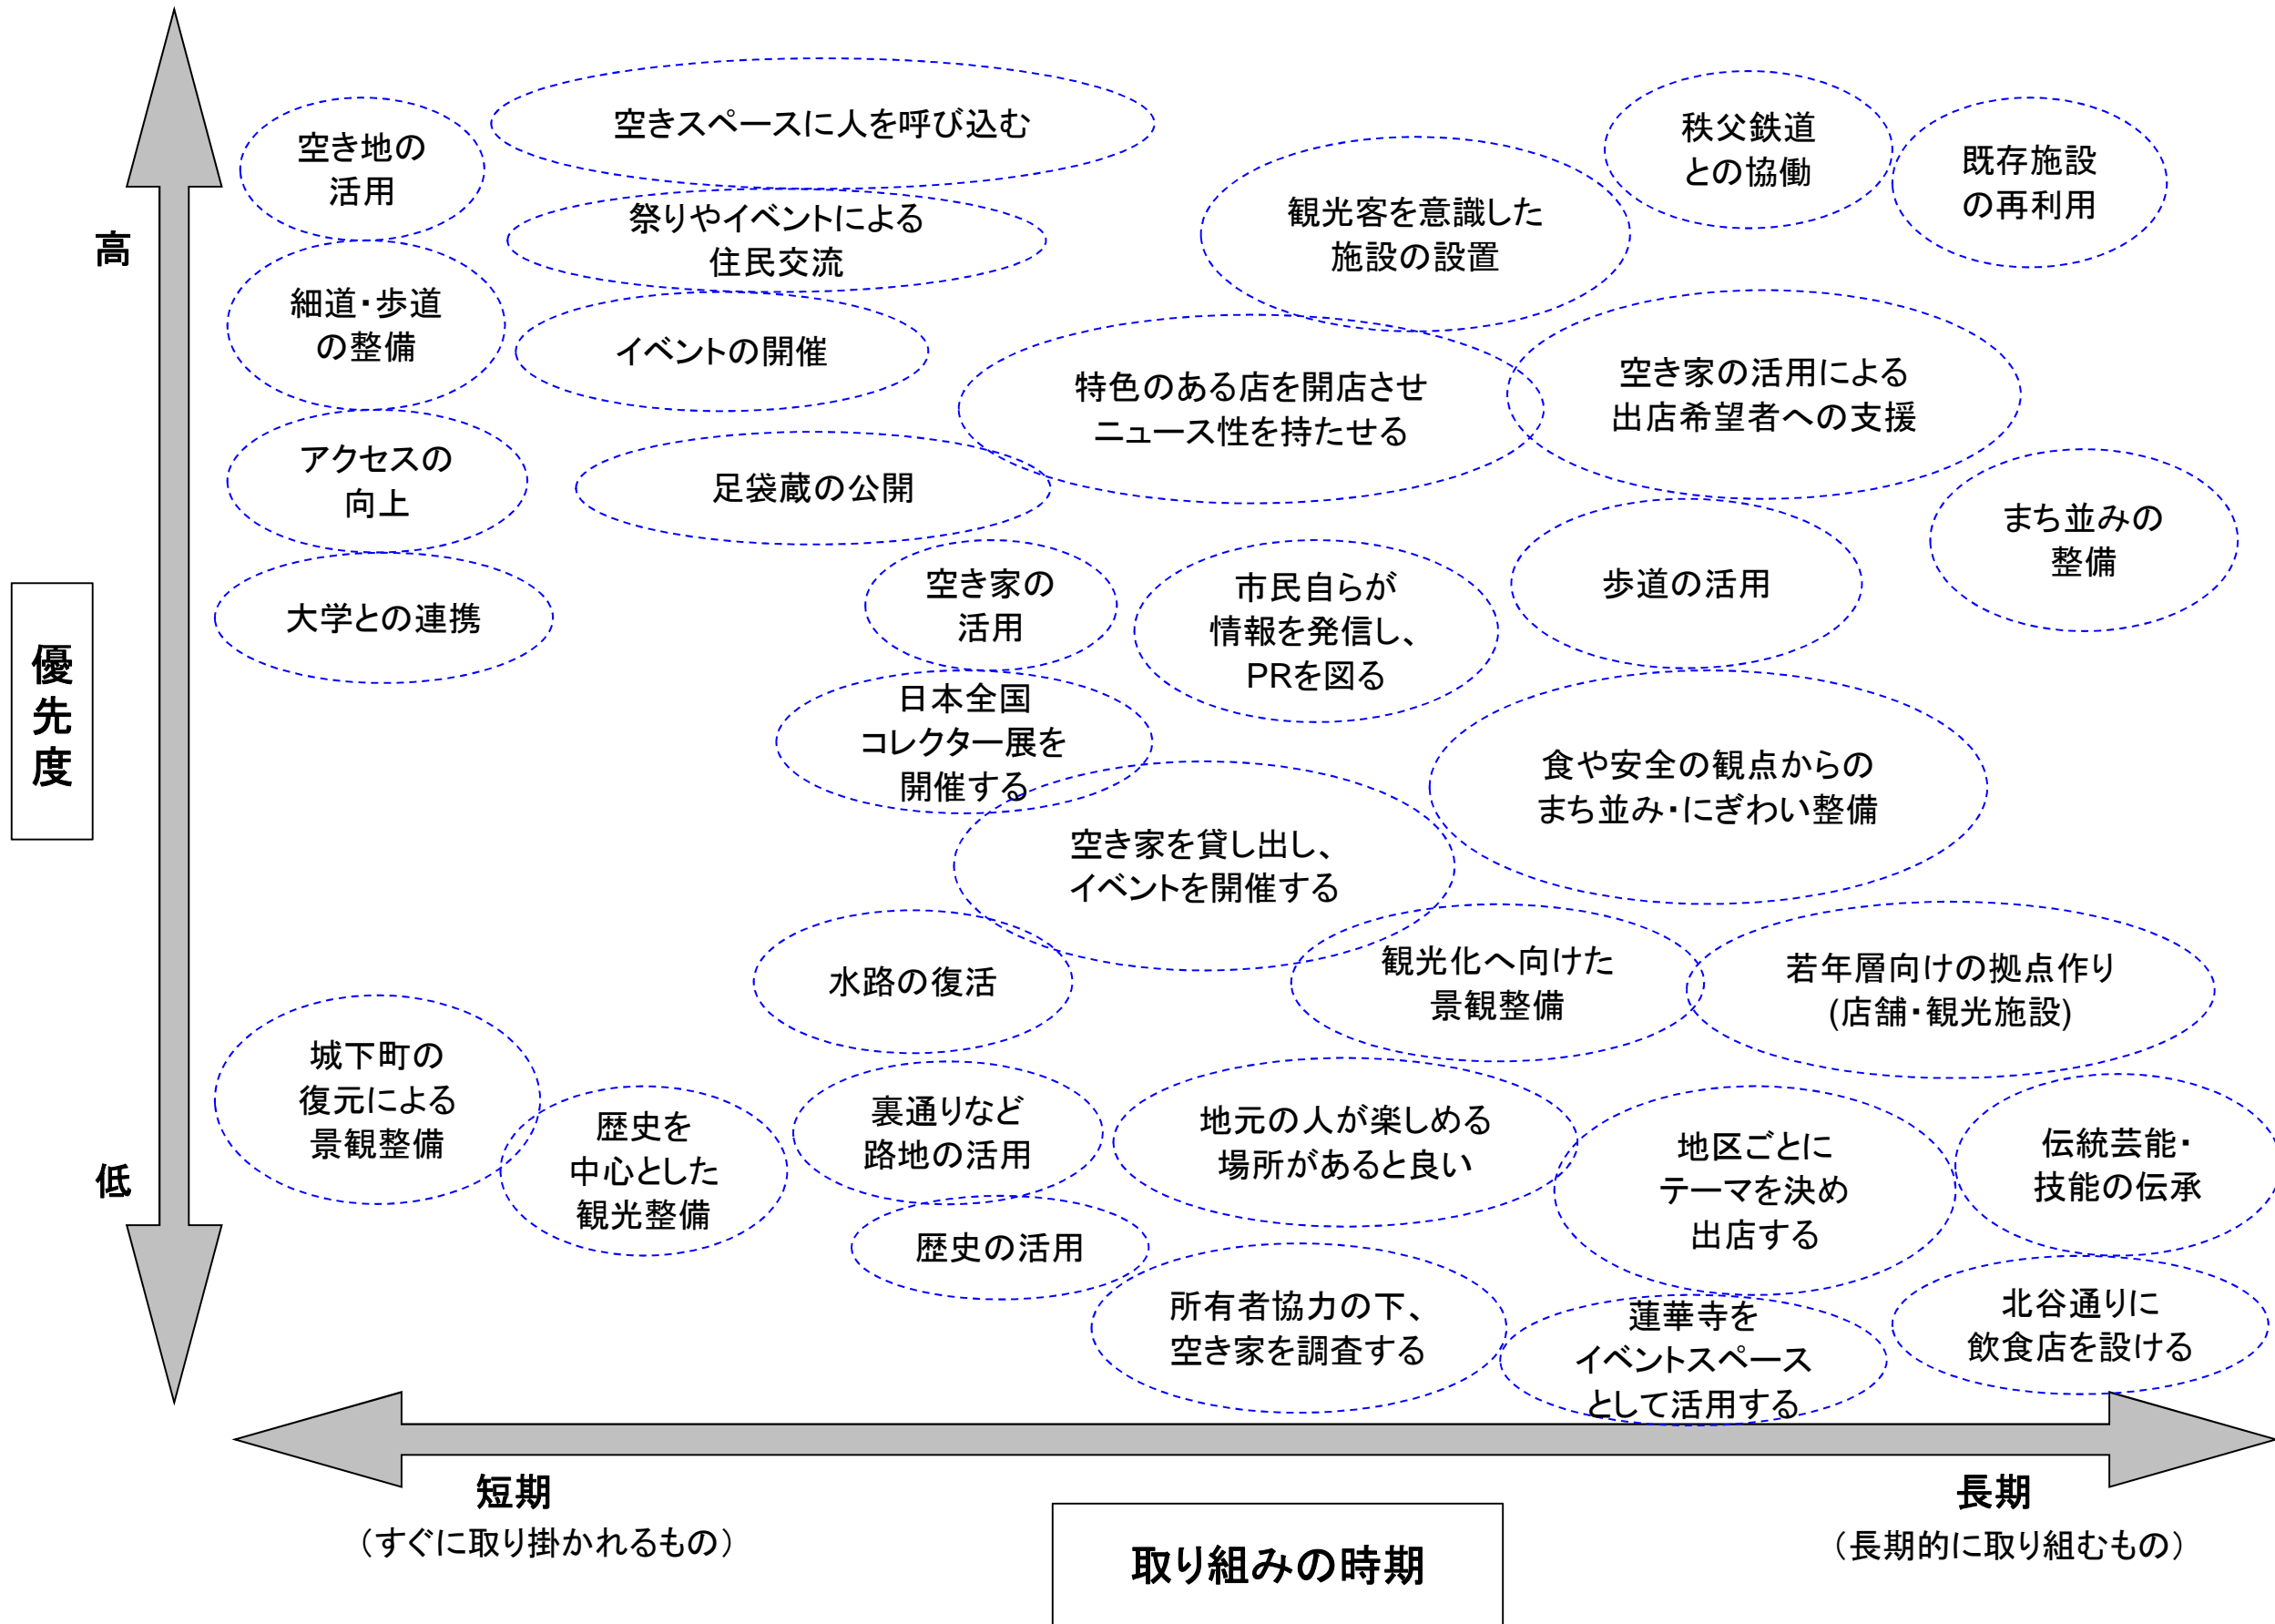 空きスペースに人を呼び込む
空き地の
活用
秩父鉄道
との協働
既存施設
の再利用
高
祭りやイベントによる
住民交流
観光客を意識した
施設の設置
細道・歩道
の整備
イベントの開催
特色のある店を開店させ
ニュース性を持たせる
空き家の活用による
出店希望者への支援
アクセスの
向上
足袋蔵の公開
まち並みの
整備
大学との連携
空き家の
活用
市民自らが
情報を発信し、
PRを図る
歩道の活用
優先度
日本全国
コレクター展を
開催する
食や安全の観点からの
まち並み・にぎわい整備
空き家を貸し出し、
イベントを開催する
水路の復活
観光化へ向けた
景観整備
若年層向けの拠点作り
(店舗・観光施設)
城下町の
復元による
景観整備
低
歴史を
中心とした
観光整備
裏通りなど
路地の活用
地元の人が楽しめる
場所があると良い
地区ごとに
テーマを決め
出店する
伝統芸能・
技能の伝承
歴史の活用
所有者協力の下、
空き家を調査する
蓮華寺を
イベントスペース
として活用する
北谷通りに
飲食店を設ける
短期
(すぐに取り掛かれるもの)
長期
(長期的に取り組むもの)
取り組みの時期